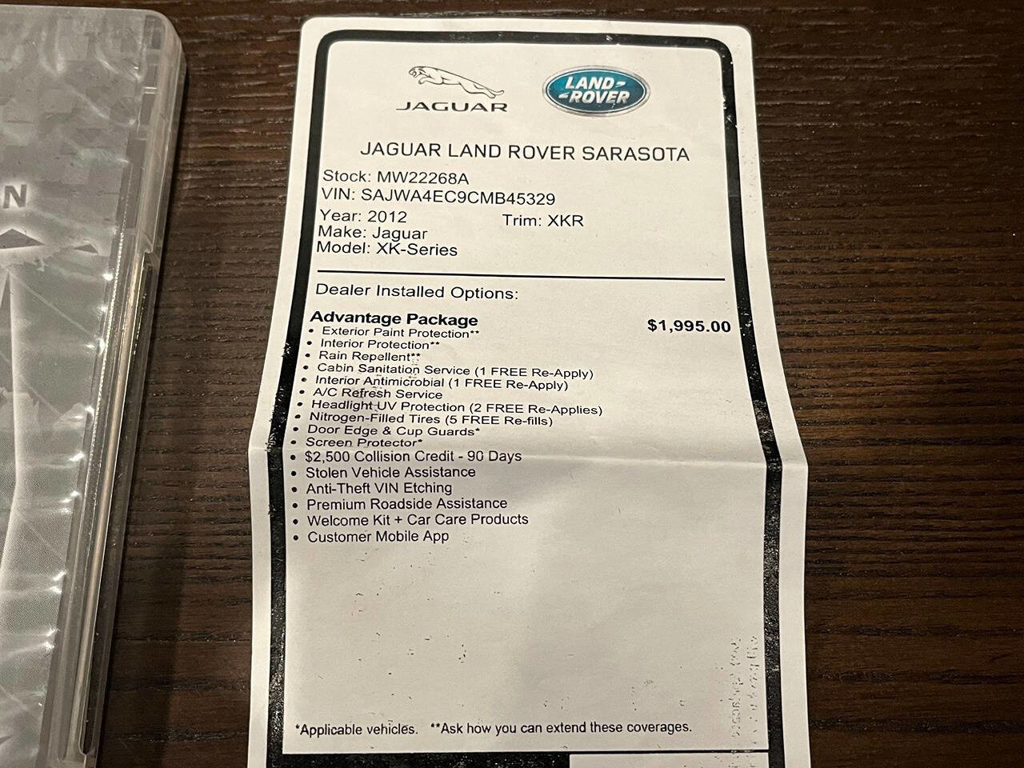 N
JAGUAR
LAND-
-ROVER
JAGUAR LAND ROVER SARASOTA
Stock: MW22268A
VIN: SAJWA4EC9CMB45329
Year: 2012 Trim: XKR
Make: Jaguar
Model: XK-Series
Dealer Installed Options:
Advantage Package $1,995.00
• Exterior Paint Protection**
• Interior Protection**
• Rain Repellent**
• Cabin Sanitation Service (1 FREE Re-Apply)
• Interior Antimicrobial (1 FREE Re-Apply)
• A/C Refresh Service
• Headlight UV Protection (2 FREE Re-Applies)
• Nitrogen-Filled Tires (5 FREE Re-fills)
• Door Edge & Cup Guards*
• Screen Protector*
• $2,500 Collision Credit - 90 Days
• Stolen Vehicle Assistance
• Anti-Theft VIN Etching
• Premium Roadside Assistance
• Welcome Kit + Car Care Products
• Customer Mobile App
*Applicable vehicles. **Ask how you can extend these coverages.